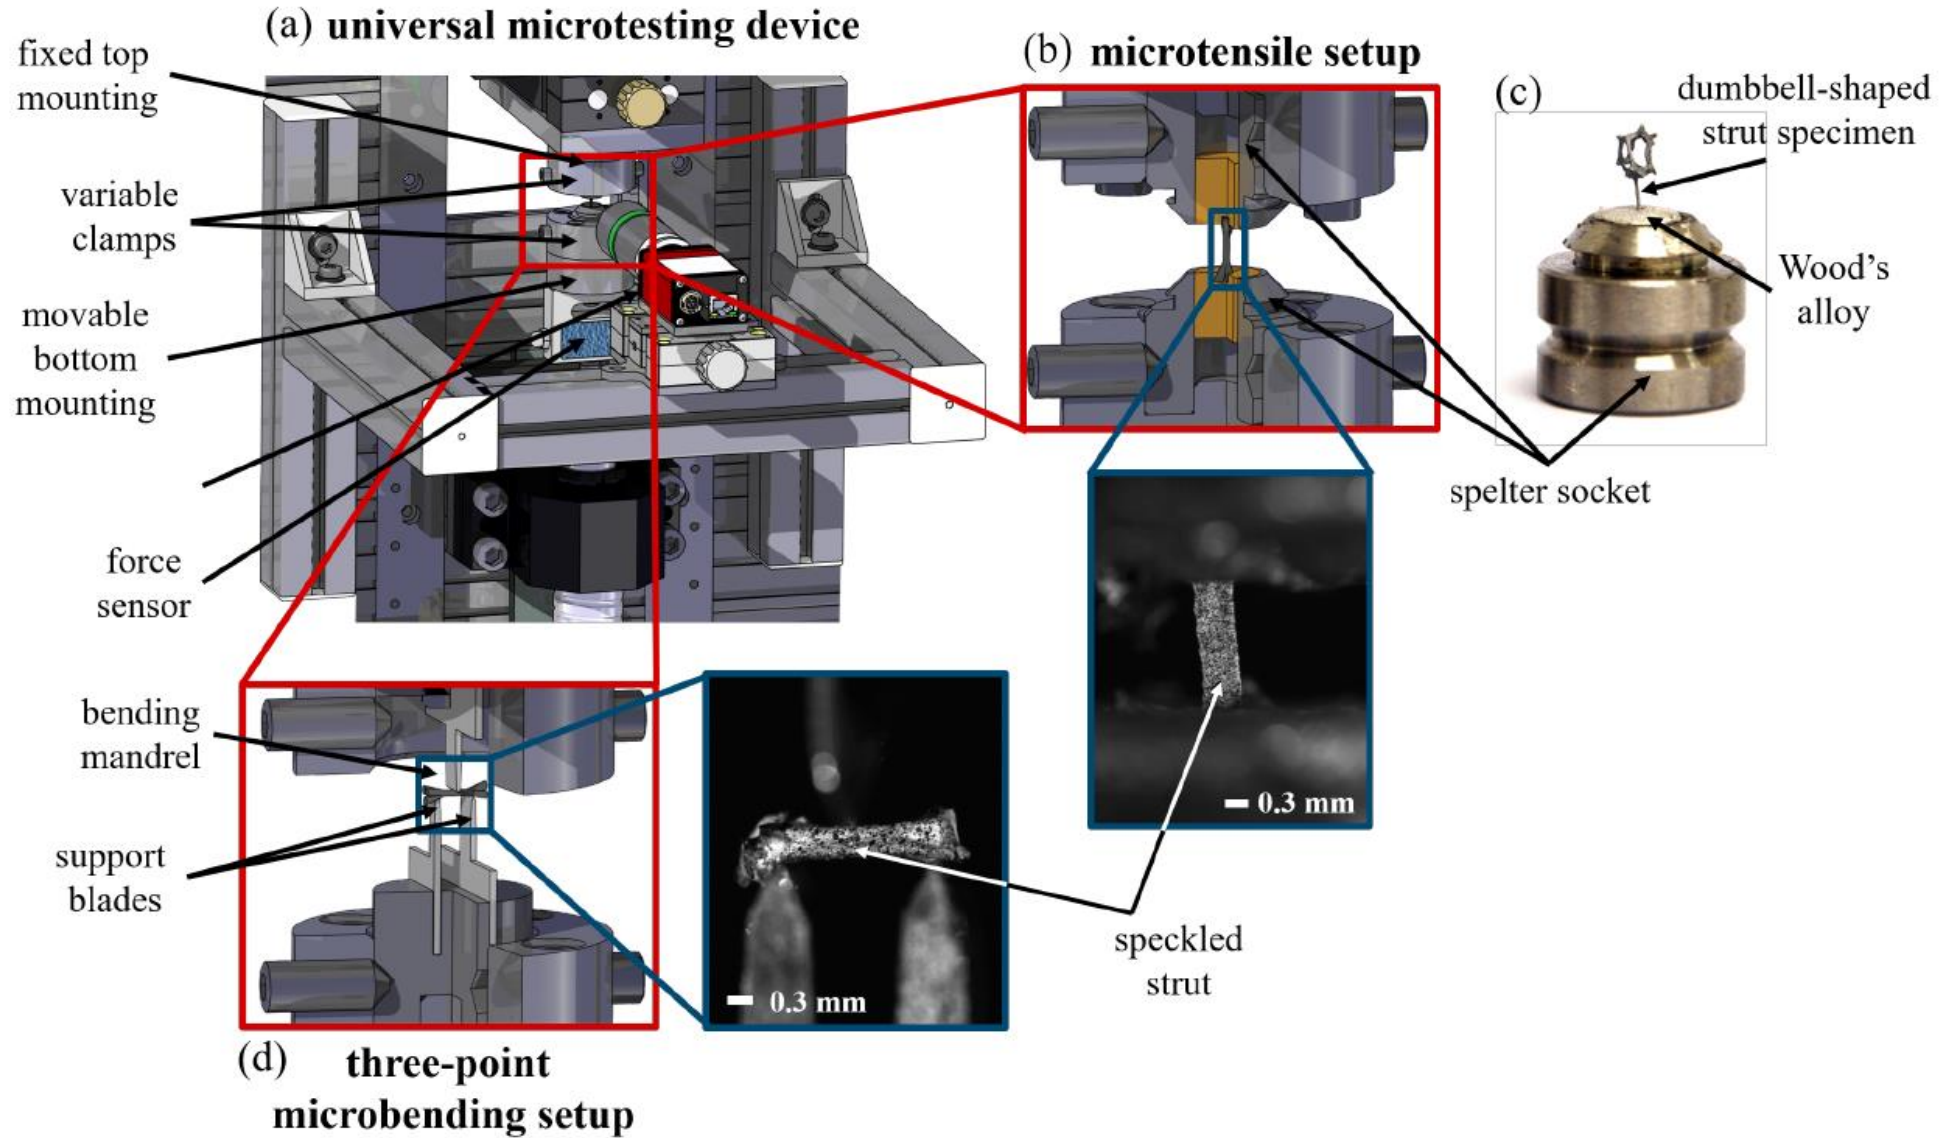 (a) universal microtesting device
fixed top
mounting
variable
clamps
movable
bottom
mounting
force
sensor
(b) microtensile setup
(c)
dumbbell-shaped
strut specimen
Wood's
alloy
spelter socket
0.3 mm
bending
mandrel
support
blades
0.3 mm
speckled
strut
(d) three-point
microbending setup